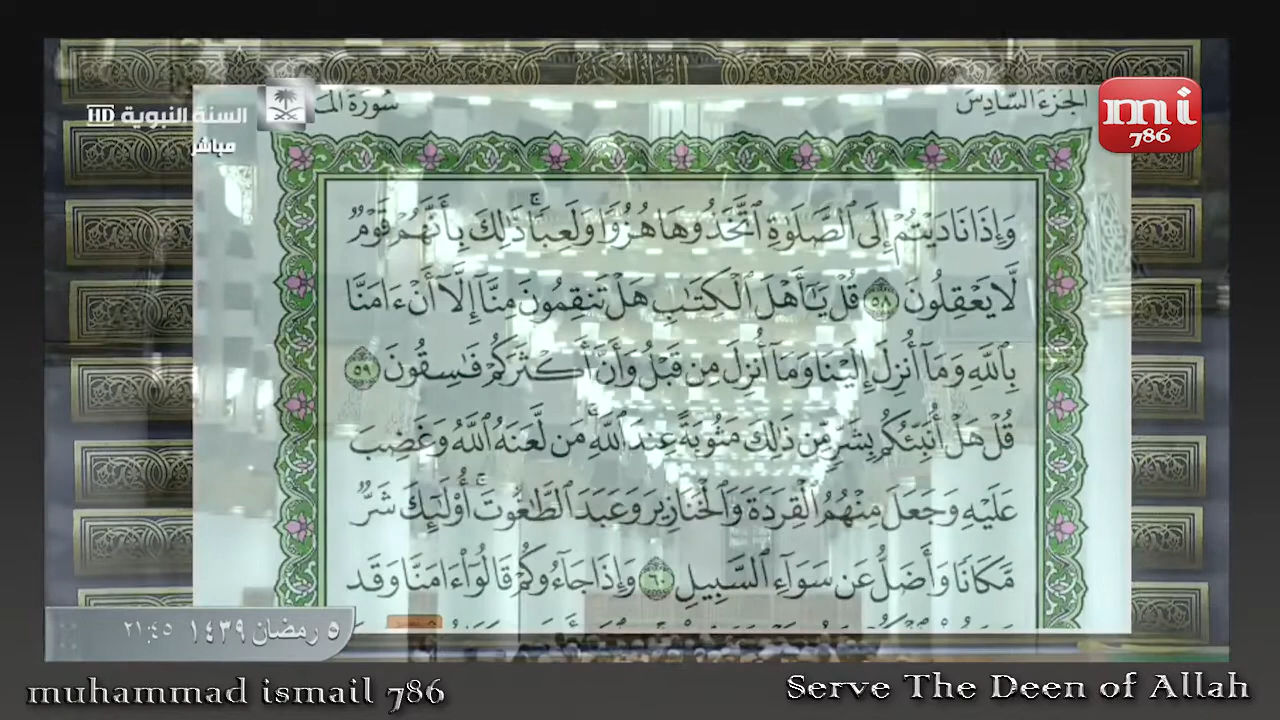 السنة النبوية HD
مباشر
سورة الم
الجزء السادس
mi
786
وَإِذَا نَادَيْتُمْ إِلَى ٱلصَّلَوٰةِ ٱتَّخَذُوهَا هُزُوًا وَلَعِبًا ۚ ذَٰلِكَ بِأَنَّهُمْ قَوْمٌ
لَّا يَعْقِلُونَ ٥٨ قُلْ يَـٰٓأَهْلَ ٱلْكِتَـٰبِ هَلْ تَنقِمُونَ مِنَّآ إِلَّآ أَنْ ءَامَنَّا
بِٱللَّهِ وَمَآ أُنزِلَ إِلَيْنَا وَمَآ أُنزِلَ مِن قَبْلُ وَأَنَّ أَكْثَرَكُمْ فَـٰسِقُونَ ٥٩
قُلْ هَلْ أُنَبِّئُكُم بِشَرٍّ مِّن ذَٰلِكَ مَثُوبَةً عِندَ ٱللَّهِ ۚ مَن لَّعَنَهُ ٱللَّهُ وَغَضِبَ
عَلَيْهِ وَجَعَلَ مِنْهُمُ ٱلْقِرَدَةَ وَٱلْخَنَازِيرَ وَعَبَدَ ٱلطَّـٰغُوتَ ۚ أُو۟لَـٰٓئِكَ شَرٌّ
مَّكَانًا وَأَضَلُّ عَن سَوَآءِ ٱلسَّبِيلِ ٦٠ وَإِذَا جَآءُوكُمْ قَالُوٓا۟ ءَامَنَّا وَقَد
٥ رمضان ١٤٣٩ ٢١:٤٥
muhammad ismail 786
Serve The Deen of Allah